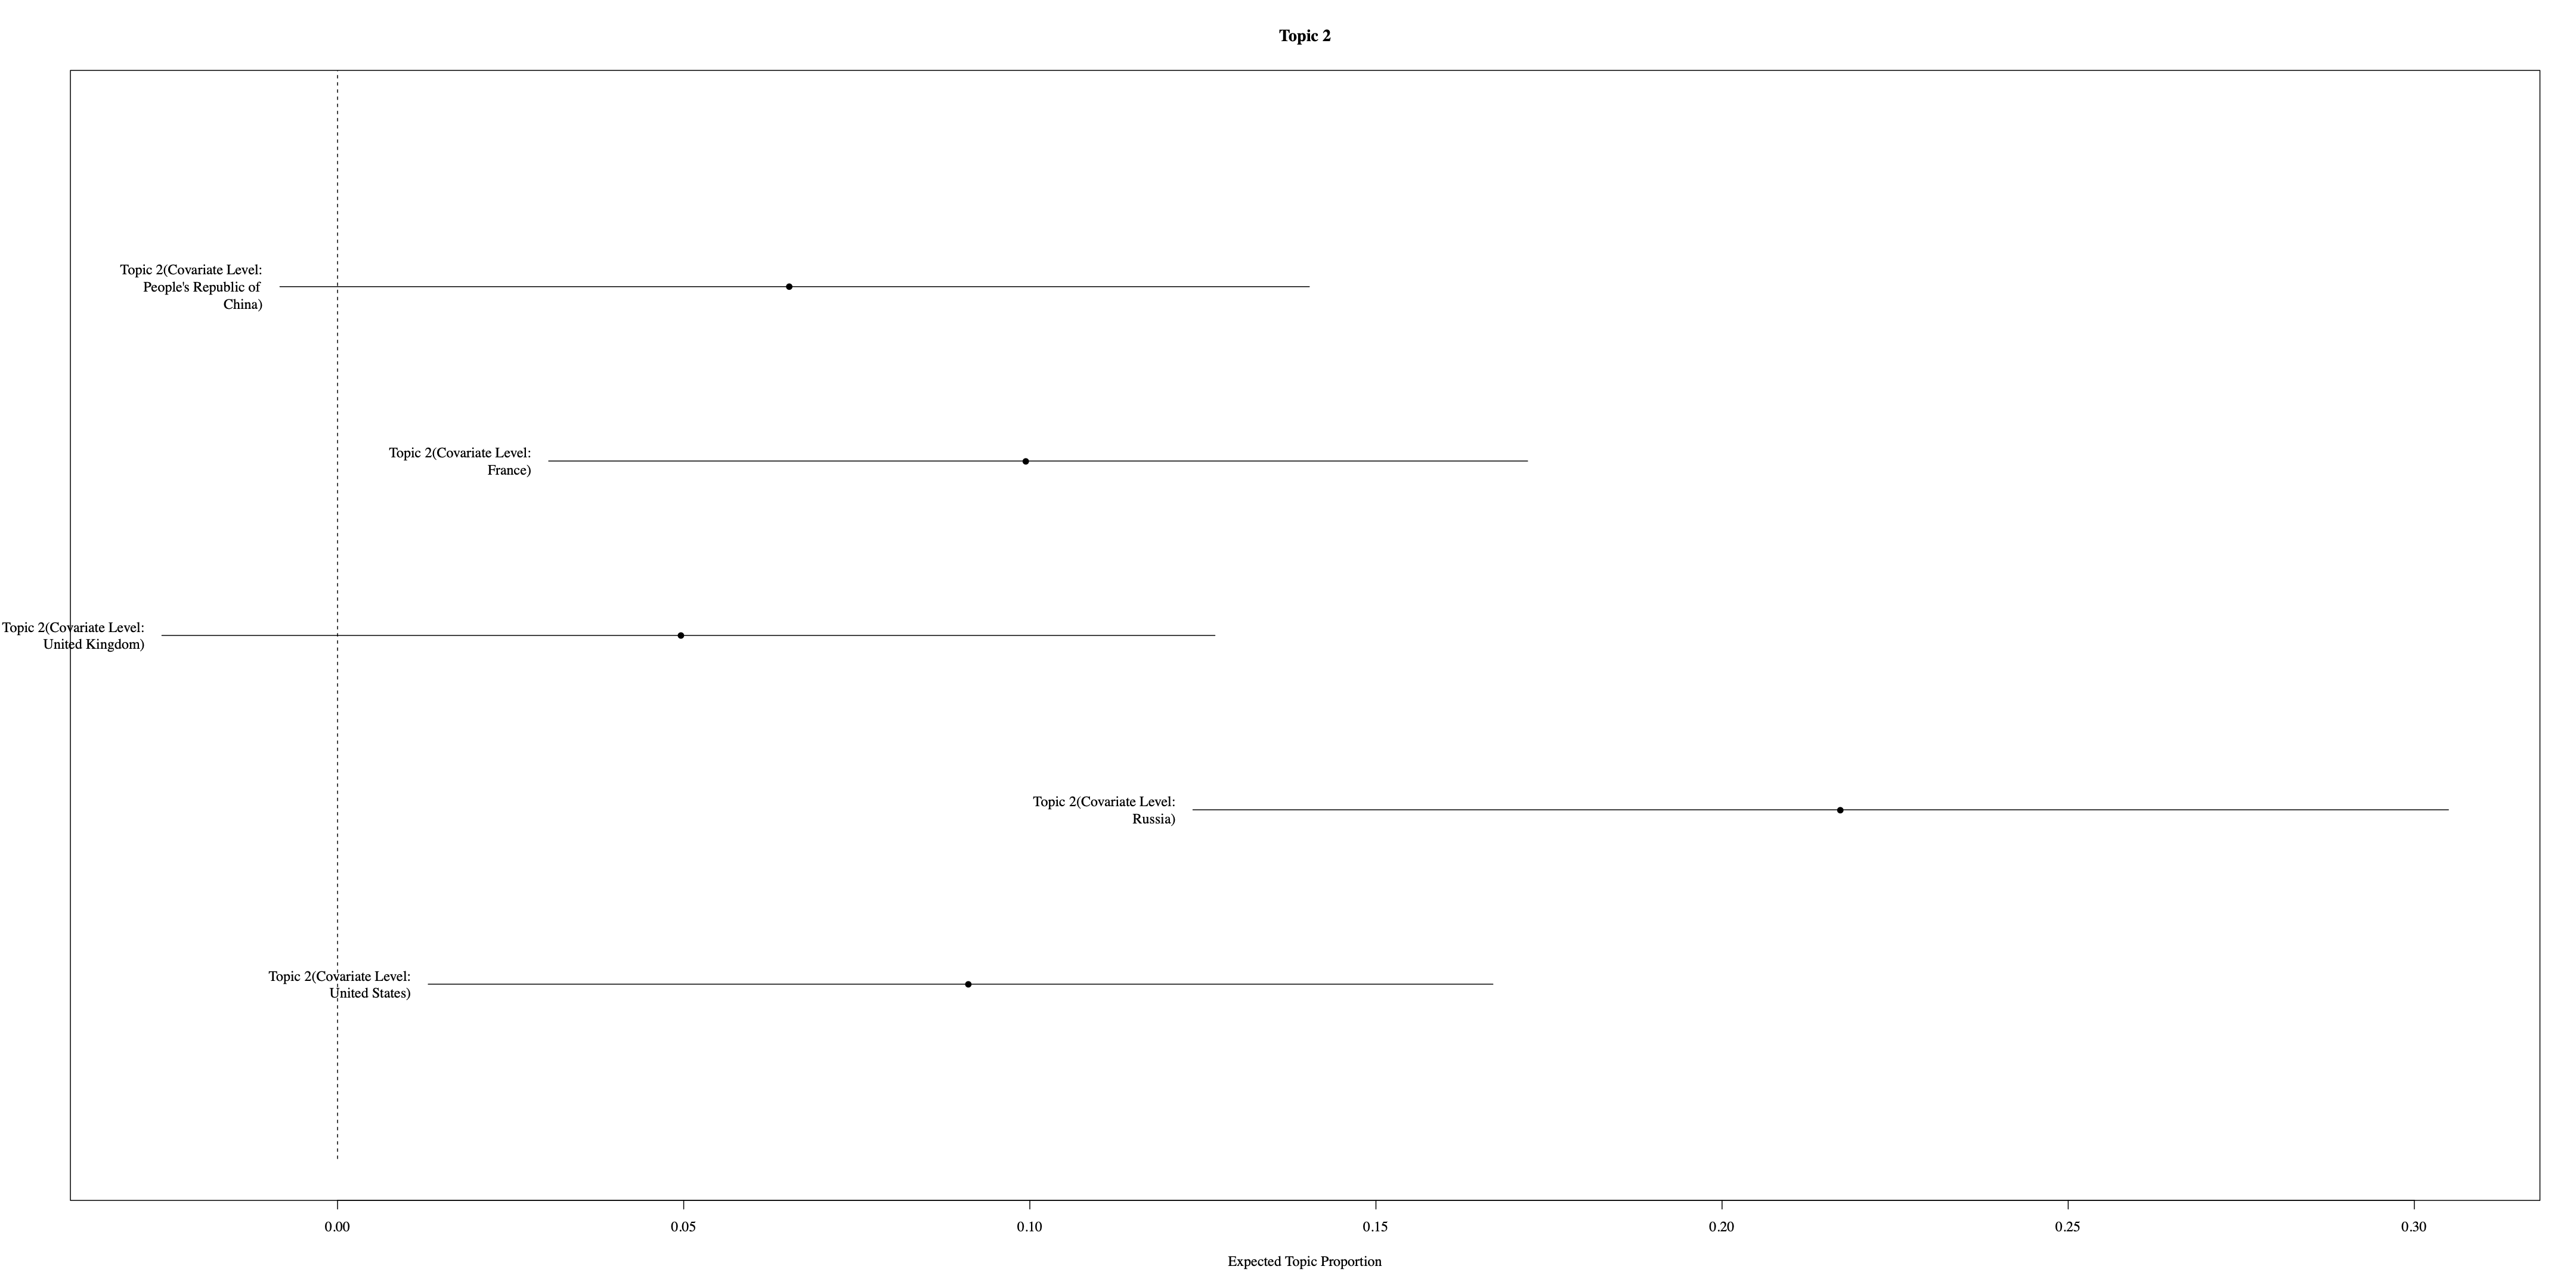 Topic 2
Topic 2(Covariate Level:
People's Republic of
China)
Topic 2(Covariate Level:
France)
Topic 2(Covariate Level:
United Kingdom)
Topic 2(Covariate Level:
Russia)
Topic 2(Covariate Level:
United States)
0.00 0.05 0.10 0.15 0.20 0.25 0.30
Expected Topic Proportion